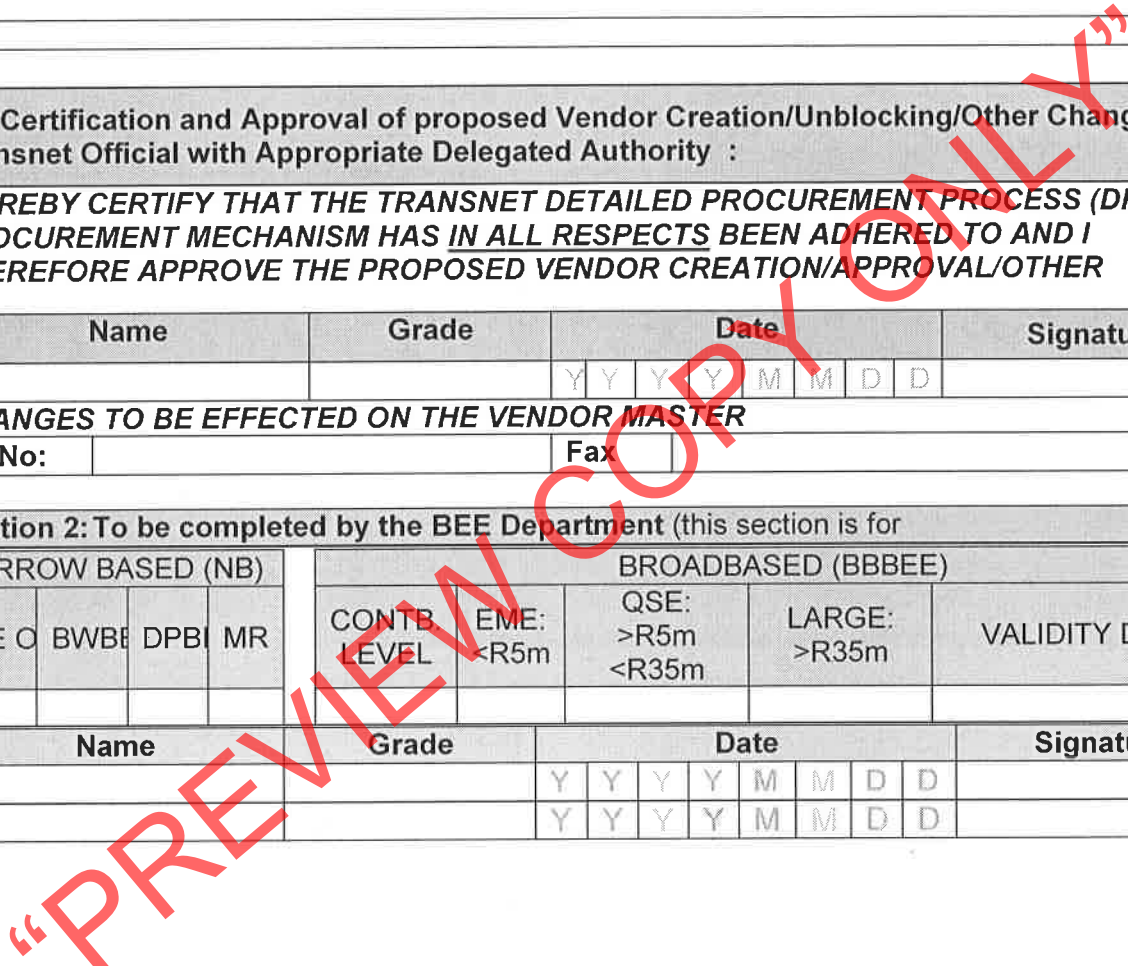 Certification and Approval of proposed Vendor Creation/Unblocking/Other Chang
nsnet Official with Appropriate Delegated Authority :
REBY CERTIFY THAT THE TRANSNET DETAILED PROCUREMENT PROCESS (DP
OCUREMENT MECHANISM HAS IN ALL RESPECTS BEEN ADHERED TO AND I
EREFORE APPROVE THE PROPOSED VENDOR CREATION/APPROVAL/OTHER
Name Grade Date Signatu
Y Y Y Y M M D D
ANGES TO BE EFFECTED ON THE VENDOR MASTER
No: Fax
tion 2: To be completed by the BEE Department (this section is for
RROW BASED (NB) BROADBASED (BBBEE)
E O BWBE DPBI MR CONTB. LEVEL EME: <R5m QSE: >R5m <R35m LARGE: >R35m VALIDITY D
Name Grade Date Signatu
Y Y Y Y M M D D
Y Y Y Y M M D D
“PREVIEW COPY ONLY”